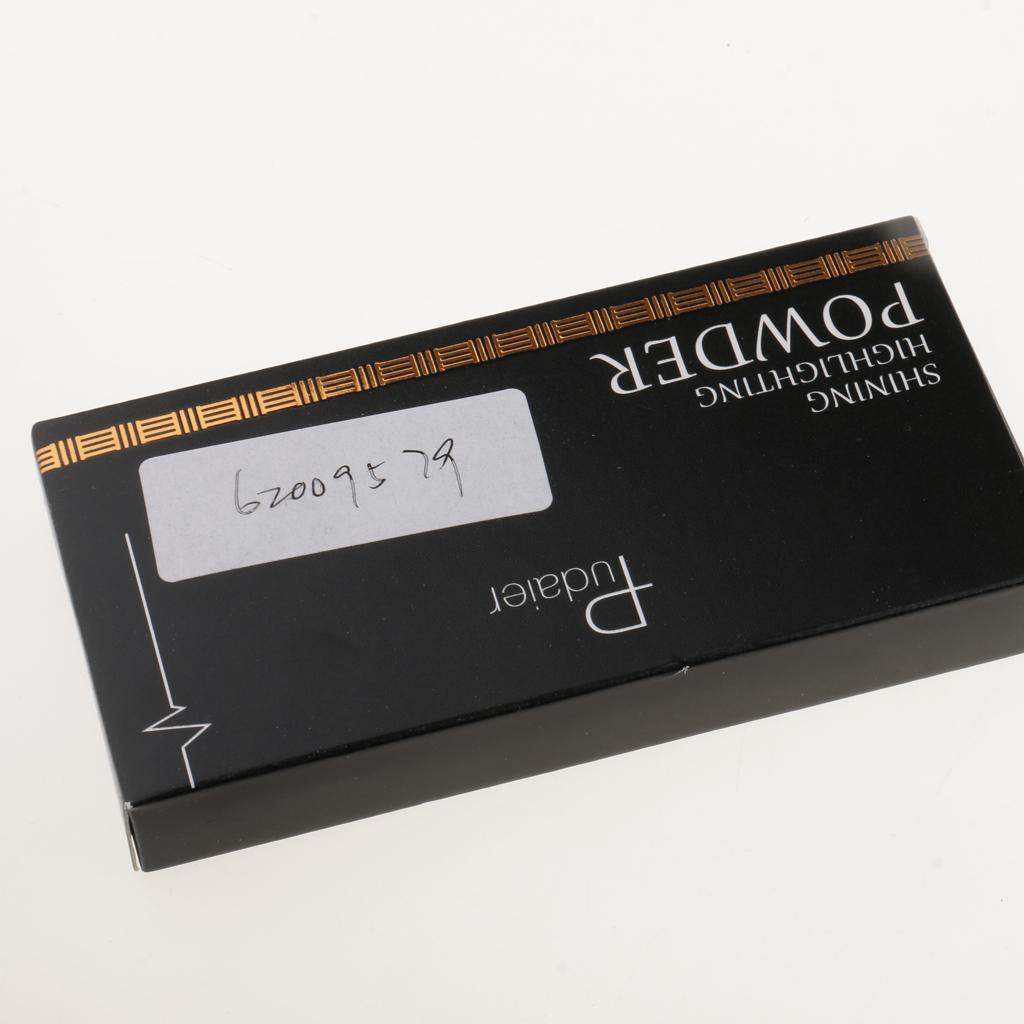 SHINING
HIGHLIGHTING
POWDER
Pudaier
62009579